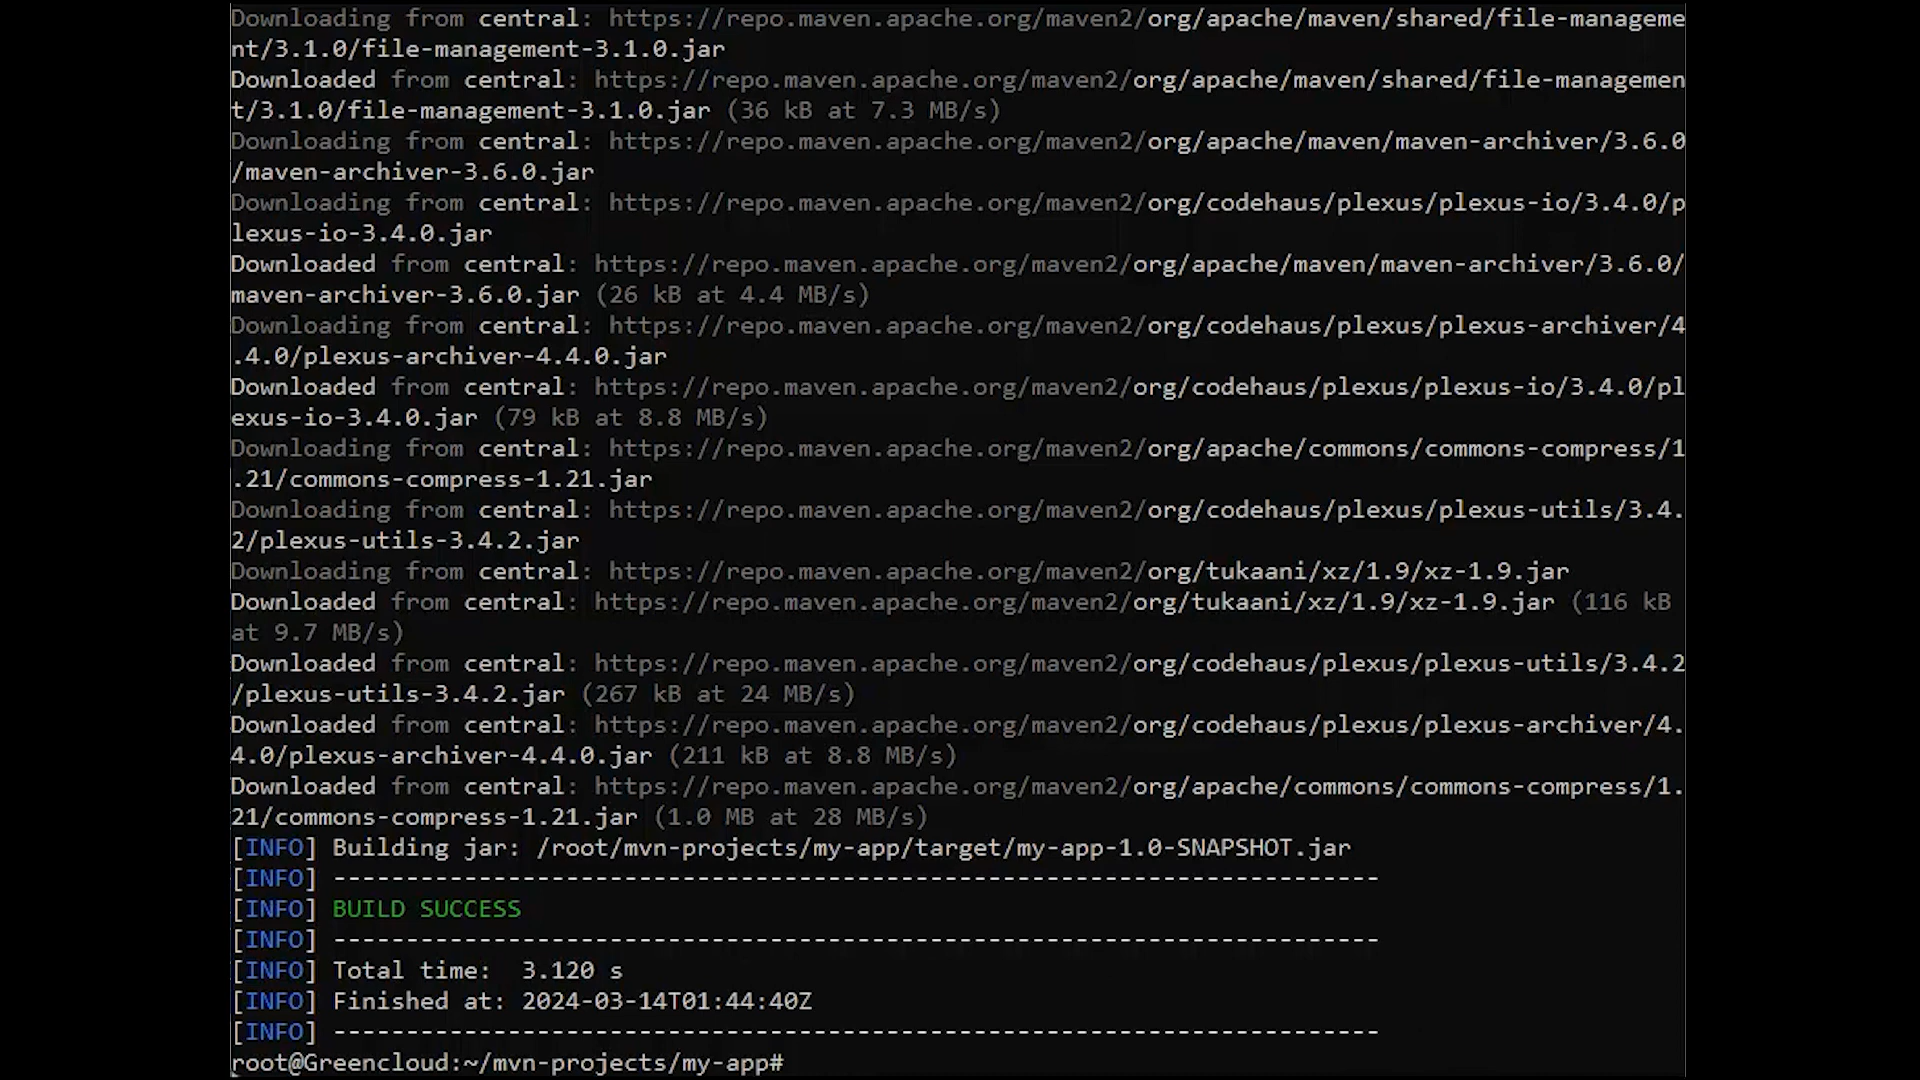 Downloading from central: https://repo.maven.apache.org/maven2/org/apache/maven/shared/file-manageme
nt/3.1.0/file-management-3.1.0.jar
Downloaded from central: https://repo.maven.apache.org/maven2/org/apache/maven/shared/file-managemen
t/3.1.0/file-management-3.1.0.jar (36 kB at 7.3 MB/s)
Downloading from central: https://repo.maven.apache.org/maven2/org/apache/maven/maven-archiver/3.6.0
/maven-archiver-3.6.0.jar
Downloading from central: https://repo.maven.apache.org/maven2/org/codehaus/plexus/plexus-io/3.4.0/p
lexus-io-3.4.0.jar
Downloaded from central: https://repo.maven.apache.org/maven2/org/apache/maven/maven-archiver/3.6.0/
maven-archiver-3.6.0.jar (26 kB at 4.4 MB/s)
Downloading from central: https://repo.maven.apache.org/maven2/org/codehaus/plexus/plexus-archiver/4
.4.0/plexus-archiver-4.4.0.jar
Downloaded from central: https://repo.maven.apache.org/maven2/org/codehaus/plexus/plexus-io/3.4.0/pl
exus-io-3.4.0.jar (79 kB at 8.8 MB/s)
Downloading from central: https://repo.maven.apache.org/maven2/org/apache/commons/commons-compress/1
.21/commons-compress-1.21.jar
Downloading from central: https://repo.maven.apache.org/maven2/org/codehaus/plexus/plexus-utils/3.4.
2/plexus-utils-3.4.2.jar
Downloading from central: https://repo.maven.apache.org/maven2/org/tukaani/xz/1.9/xz-1.9.jar
Downloaded from central: https://repo.maven.apache.org/maven2/org/tukaani/xz/1.9/xz-1.9.jar (116 kB
at 9.7 MB/s)
Downloaded from central: https://repo.maven.apache.org/maven2/org/codehaus/plexus/plexus-utils/3.4.2
/plexus-utils-3.4.2.jar (267 kB at 24 MB/s)
Downloaded from central: https://repo.maven.apache.org/maven2/org/codehaus/plexus/plexus-archiver/4.
4.0/plexus-archiver-4.4.0.jar (211 kB at 8.8 MB/s)
Downloaded from central: https://repo.maven.apache.org/maven2/org/apache/commons/commons-compress/1.
21/commons-compress-1.21.jar (1.0 MB at 28 MB/s)
[INFO] Building jar: /root/mvn-projects/my-app/target/my-app-1.0-SNAPSHOT.jar
[INFO] ------------------------------------------------------------------------
[INFO] BUILD SUCCESS
[INFO] ------------------------------------------------------------------------
[INFO] Total time:  3.120 s
[INFO] Finished at: 2024-03-14T01:44:40Z
[INFO] ------------------------------------------------------------------------
root@Greencloud:~/mvn-projects/my-app#